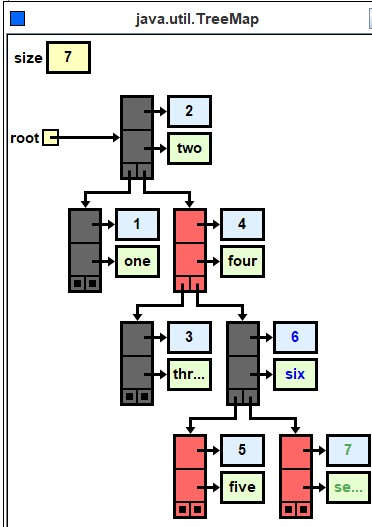 java.util.TreeMap
size 7
2
root two
1 4
one four
3 6
thr... six
5 7
five se...